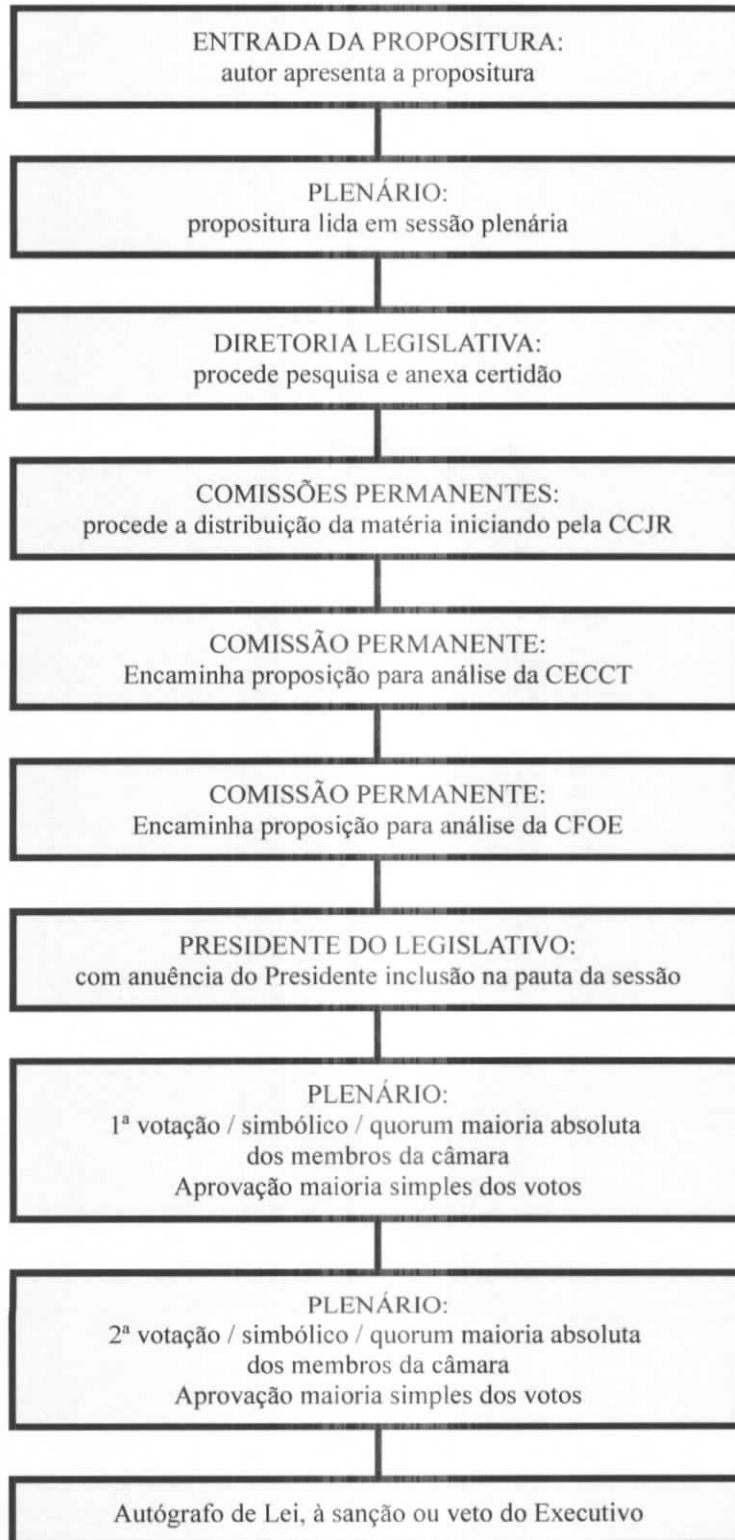 ENTRADA DA PROPOSITURA:
autor apresenta a propositura
PLENÁRIO:
propositura lida em sessão plenária
DIRETORIA LEGISLATIVA:
procede pesquisa e anexa certidão
COMISSÕES PERMANENTES:
procede a distribuição da matéria iniciando pela CCJR
COMISSÃO PERMANENTE:
Encaminha proposição para análise da CECCT
COMISSÃO PERMANENTE:
Encaminha proposição para análise da CFOE
PRESIDENTE DO LEGISLATIVO:
com anuência do Presidente inclusão na pauta da sessão
PLENÁRIO:
1ª votação / simbólico / quorum maioria absoluta
dos membros da câmara
Aprovação maioria simples dos votos
PLENÁRIO:
2ª votação / simbólico / quorum maioria absoluta
dos membros da câmara
Aprovação maioria simples dos votos
Autógrafo de Lei, à sanção ou veto do Executivo